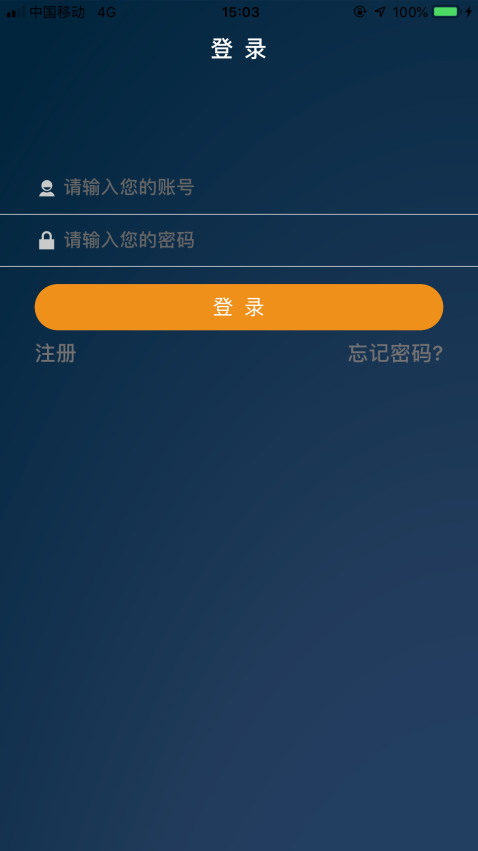 中国移动 4G 15:03 100%
登 录
请输入您的账号
请输入您的密码
登 录
注册 忘记密码?